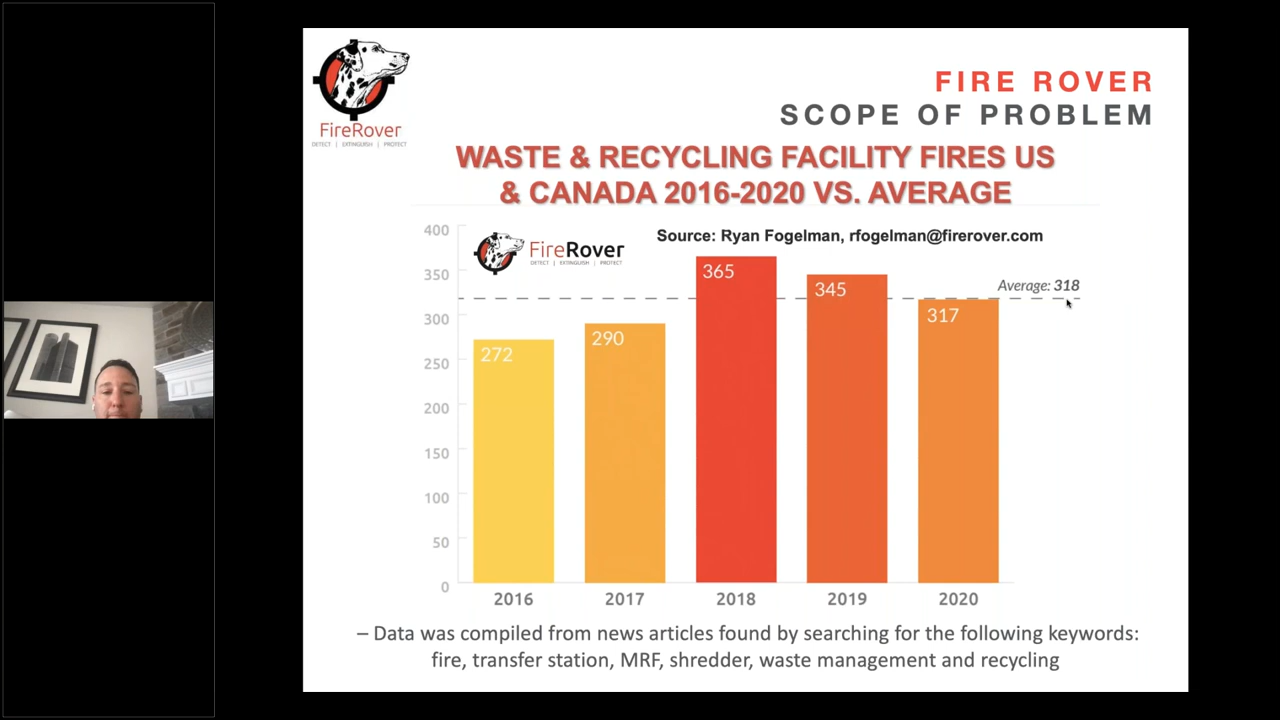 FireRover
DETECT | EXTINGUISH | PROTECT
FIRE ROVER
SCOPE OF PROBLEM
WASTE & RECYCLING FACILITY FIRES US
& CANADA 2016-2020 VS. AVERAGE
FireRover
DETECT | EXTINGUISH | PROTECT
Source: Ryan Fogelman, rfogelman@firerover.com
400
350
300
250
200
150
100
50
0
272
290
365
345
317
Average: 318
2016 2017 2018 2019 2020
– Data was compiled from news articles found by searching for the following keywords:
fire, transfer station, MRF, shredder, waste management and recycling